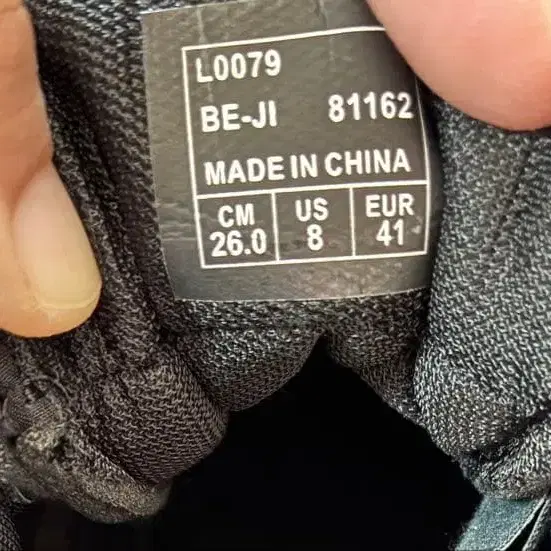 L0079
BE-JI 81162
MADE IN CHINA
CM US EUR
26.0 8 41